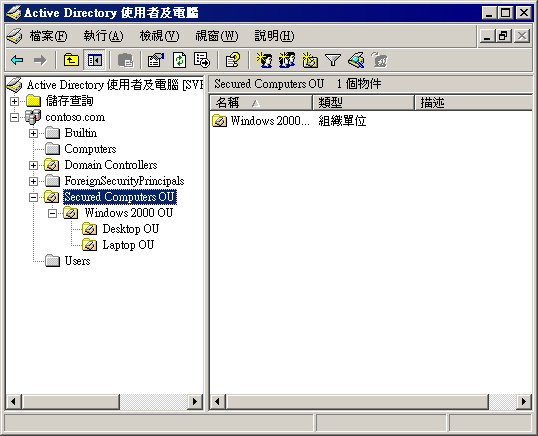 Active Directory 使用者及電腦
檔案(F) 執行(A) 檢視(V) 視窗(W) 說明(H)
Active Directory 使用者及電腦 [SVI
儲存查詢
contoso.com
Builtin
Computers
Domain Controllers
ForeignSecurityPrincipals
Secured Computers OU
Windows 2000 OU
Desktop OU
Laptop OU
Users
Secured Computers OU 1 個物件
名稱 類型 描述
Windows 2000... 組織單位